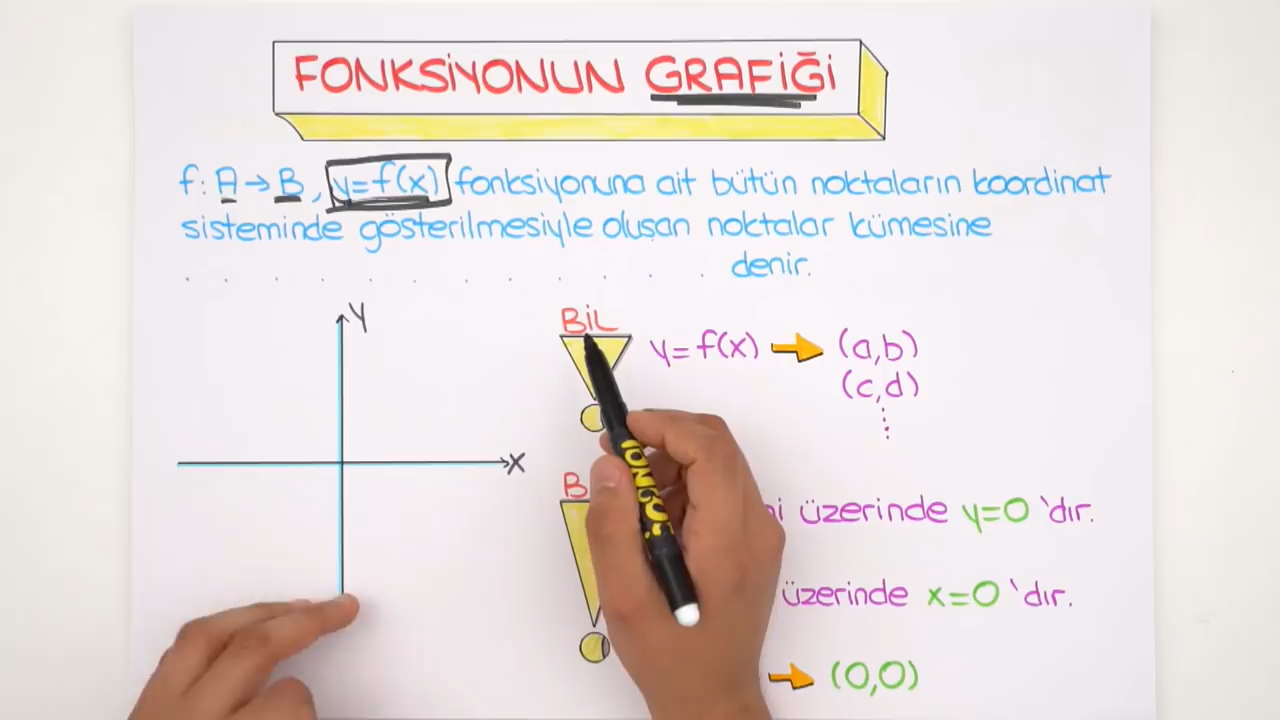 FONKSİYONUN GRAFİĞİ
f: A → B, y=f(x) fonksiyonuna ait bütün noktaların koordinat
sisteminde gösterilmesiyle oluşan noktalar kümesine
. . . . . . . . . . . . denir.
y
x
BİL
y=f(x) → (a,b)
(c,d)
üzerinde y=0 'dır.
üzerinde x=0 'dır.
→ (0,0)